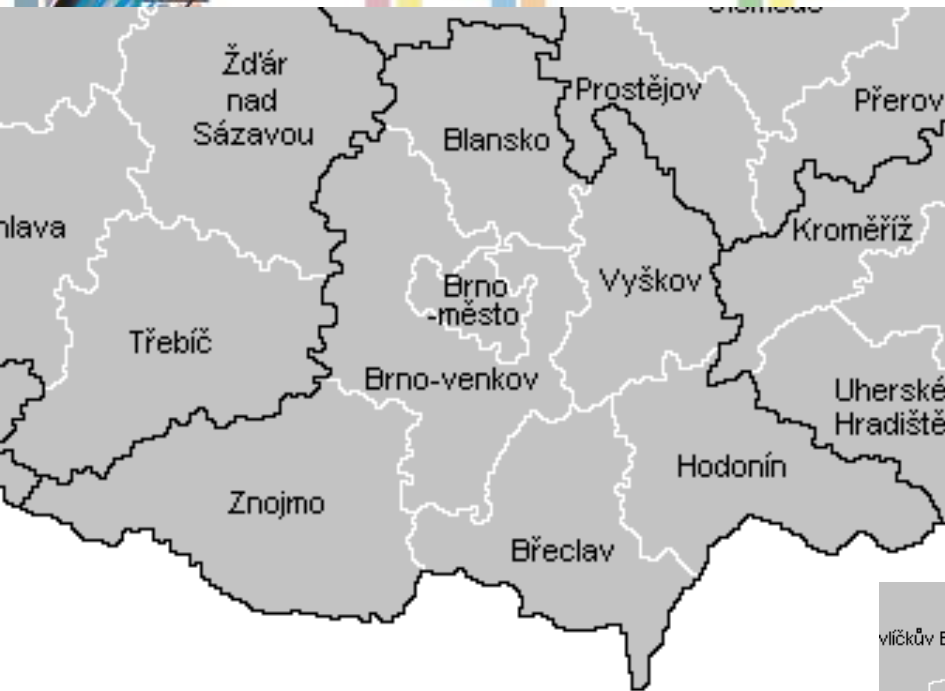 Žďár
nad
Sázavou
Prostějov
Přerov
Blansko
hlava
Kroměříž
Brno
-město
Vyškov
Třebíč
Brno-venkov
Uherské
Hradiště
Hodonín
Znojmo
Břeclav
vlíčkův B